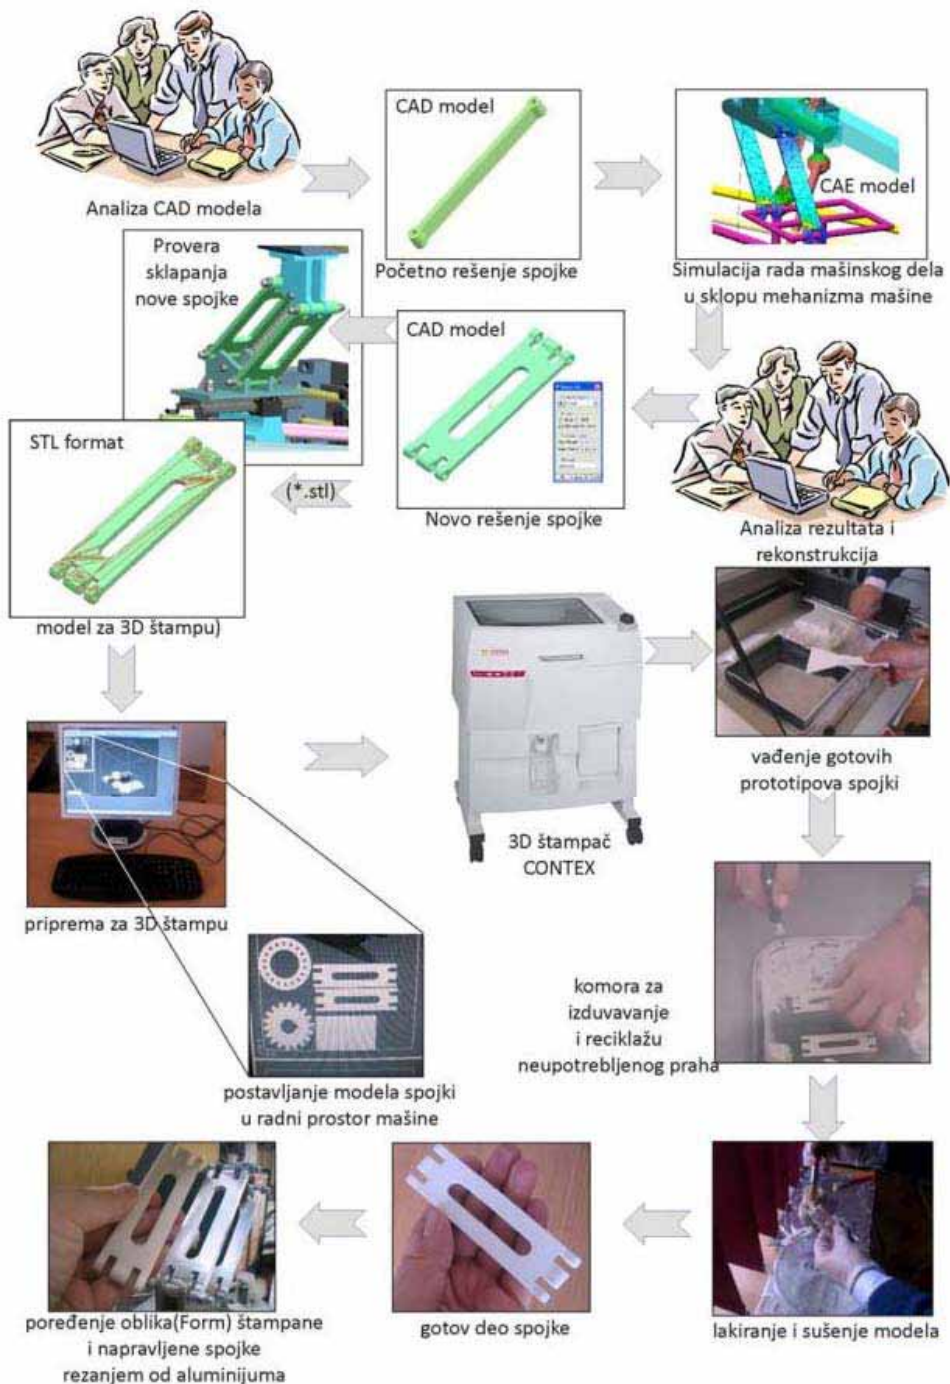 Analiza CAD modela
CAD model
Početno rešenje spojke
CAE model
Simulacija rada mašinskog dela
u sklopu mehanizma mašine
Analiza rezultata i
rekonstrukcija
CAD model
Novo rešenje spojke
Provera
sklapanja
nove spojke
(*.stl)
STL format
model za 3D štampu)
priprema za 3D štampu
postavljanje modela spojki
u radni prostor mašine
3D štampač
CONTEX
vađenje gotovih
prototipova spojki
komora za
izduvavanje
i reciklažu
neupotrebljenog praha
lakiranje i sušenje modela
gotov deo spojke
poređenje oblika(Form) štampane
i napravljene spojke
rezanjem od aluminijuma